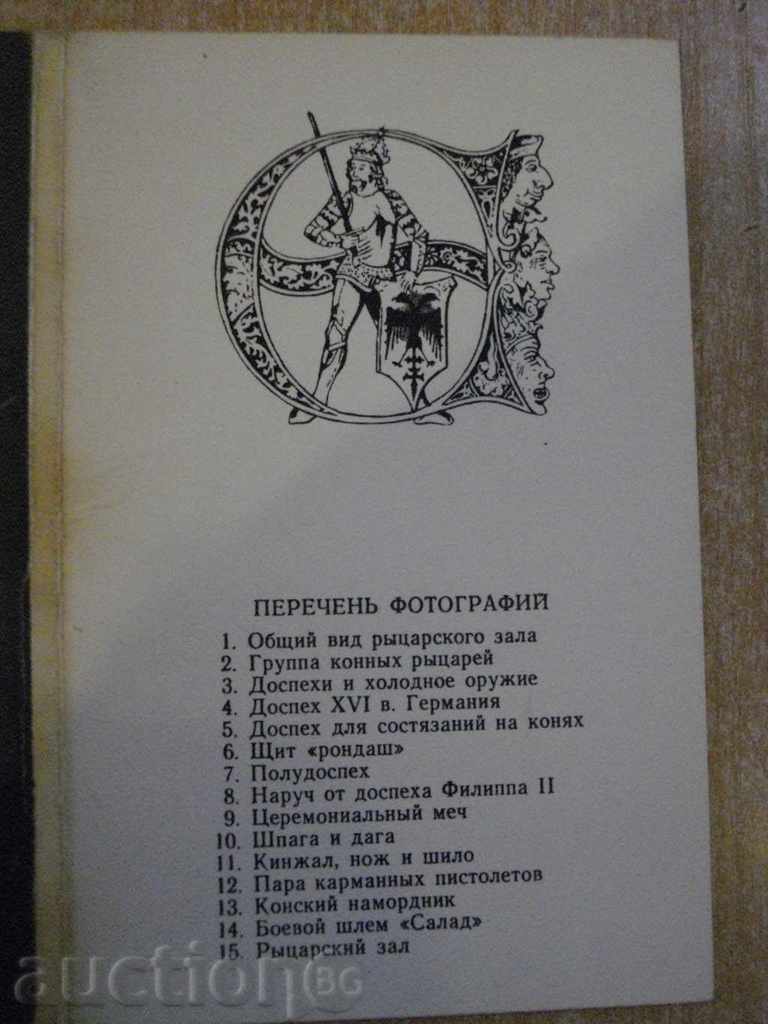 ПЕРЕЧЕНЬ ФОТОГРАФИЙ
1. Общий вид рыцарского зала
2. Группа конных рыцарей
3. Доспехи и холодное оружие
4. Доспех XVI в. Германия
5. Доспех для состязаний на конях
6. Щит «рондаш»
7. Полудоспех
8. Наруч от доспеха Филиппа II
9. Церемониальный меч
10. Шпага и дага
11. Кинжал, нож и шило
12. Пара карманных пистолетов
13. Конский намордник
14. Боевой шлем «Салад»
15. Рыцарский зал
auctionBG